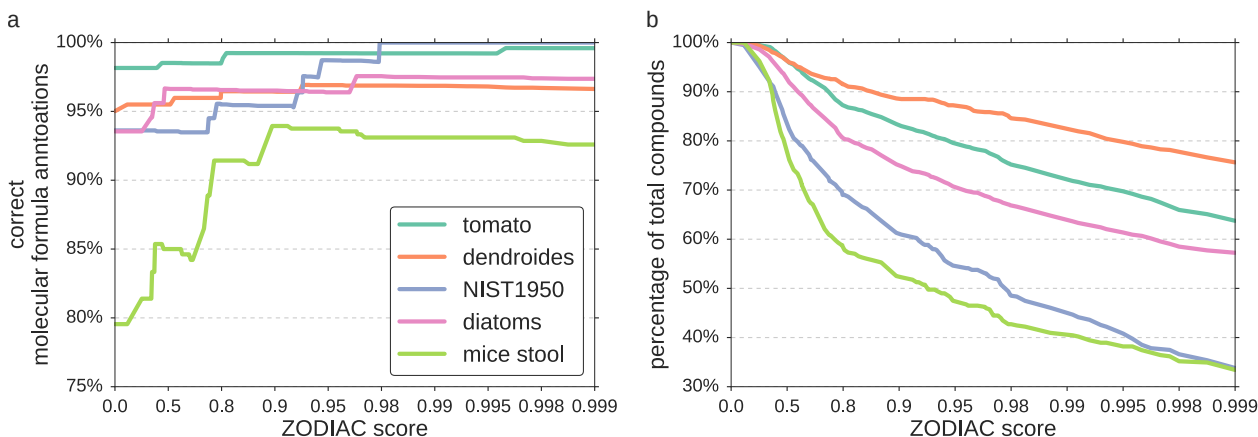 a
correct
molecular formula anntoations
100%
95%
90%
85%
80%
75%
tomato
dendroides
NIST1950
diatoms
mice stool
0.0 0.5 0.8 0.9 0.95 0.98 0.99 0.995 0.998 0.999
ZODIAC score
b
percentage of total compounds
100%
90%
80%
70%
60%
50%
40%
30%
0.0 0.5 0.8 0.9 0.95 0.98 0.99 0.995 0.998 0.999
ZODIAC score